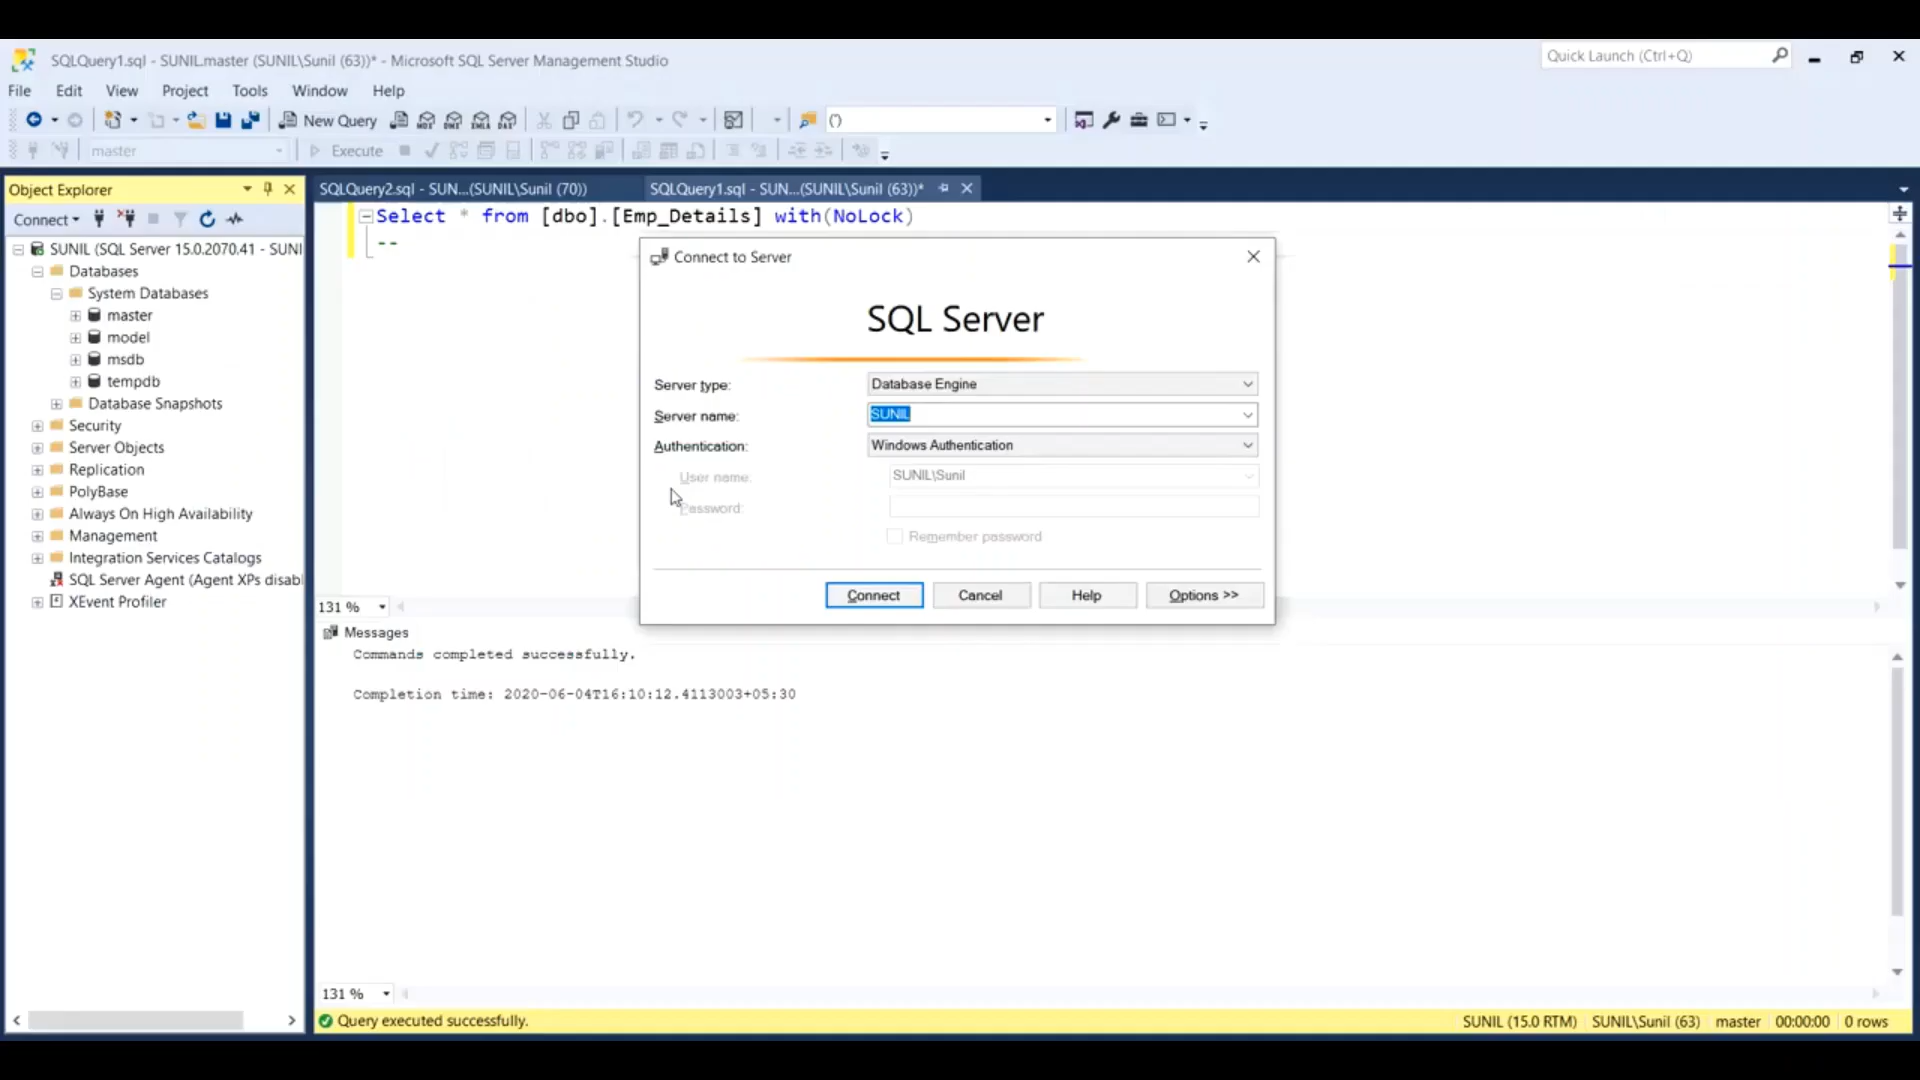 SQLQuery1.sql - SUNIL.master (SUNIL\Sunil (63))* - Microsoft SQL Server Management Studio
Quick Launch (Ctrl+Q)
File Edit View Project Tools Window Help
New Query
MDX DMX XMLA DAX
(')
master
Execute
Object Explorer
SQLQuery2.sql - SUN...(SUNIL\Sunil (70))
SQLQuery1.sql - SUN...(SUNIL\Sunil (63))*
Connect
SUNIL (SQL Server 15.0.2070.41 - SUNI
Databases
System Databases
master
model
msdb
tempdb
Database Snapshots
Security
Server Objects
Replication
PolyBase
Always On High Availability
Management
Integration Services Catalogs
SQL Server Agent (Agent XPs disabl
XEvent Profiler
Select * from [dbo].[Emp_Details] with(NoLock)
--
Connect to Server
SQL Server
Server type: Database Engine
Server name: SUNIL
Authentication: Windows Authentication
User name: SUNIL\Sunil
Password:
Remember password
Connect Cancel Help Options >>
131 %
Messages
Commands completed successfully.
Completion time: 2020-06-04T16:10:12.4113003+05:30
131 %
Query executed successfully.
SUNIL (15.0 RTM) SUNIL\Sunil (63) master 00:00:00 0 rows